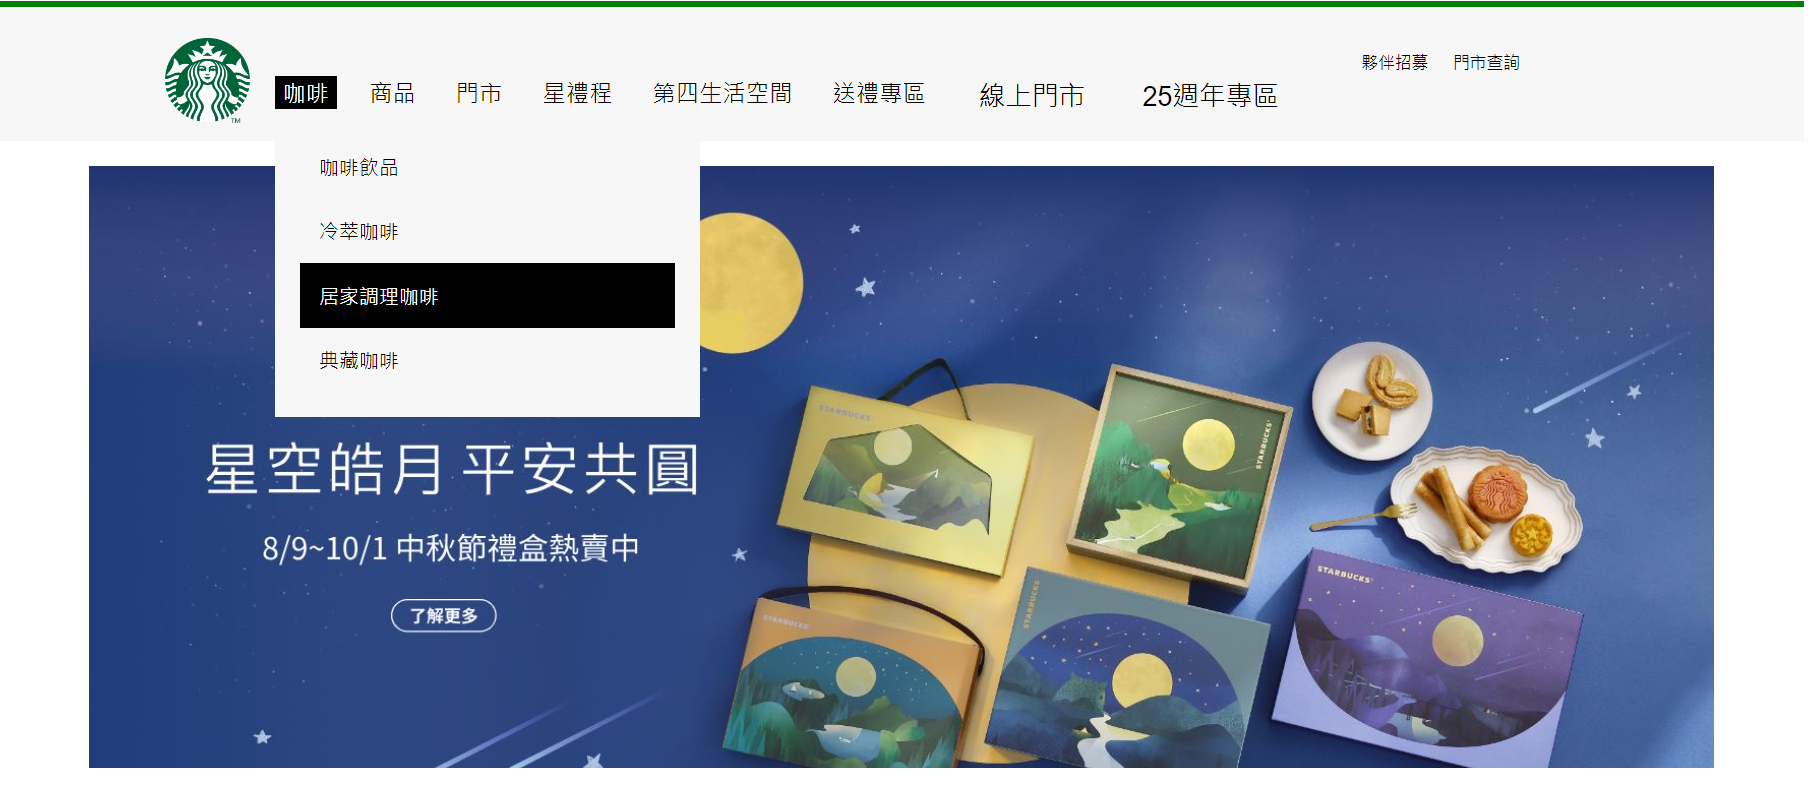 夥伴招募 門市查詢
咖啡 商品 門市 星禮程 第四生活空間 送禮專區 線上門市 25週年專區
咖啡飲品
冷萃咖啡
居家調理咖啡
典藏咖啡
星空皓月 平安共圓
8/9~10/1 中秋節禮盒熱賣中
了解更多
TM
STARBUCKS
STARBUCKS
STARBUCKS
STARBUCKS
STARBUCKS